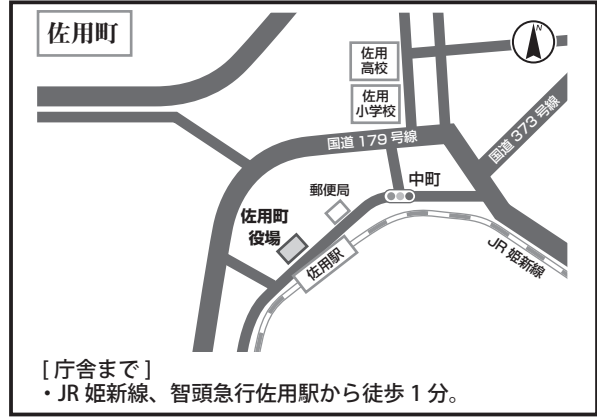 佐用町
N
佐用
高校
佐用
小学校
国道 179 号線
国道 373 号線
中町
郵便局
佐用町
役場
佐用駅
JR 姫新線
[ 庁舎まで ]
・JR 姫新線、智頭急行佐用駅から徒歩 1 分。